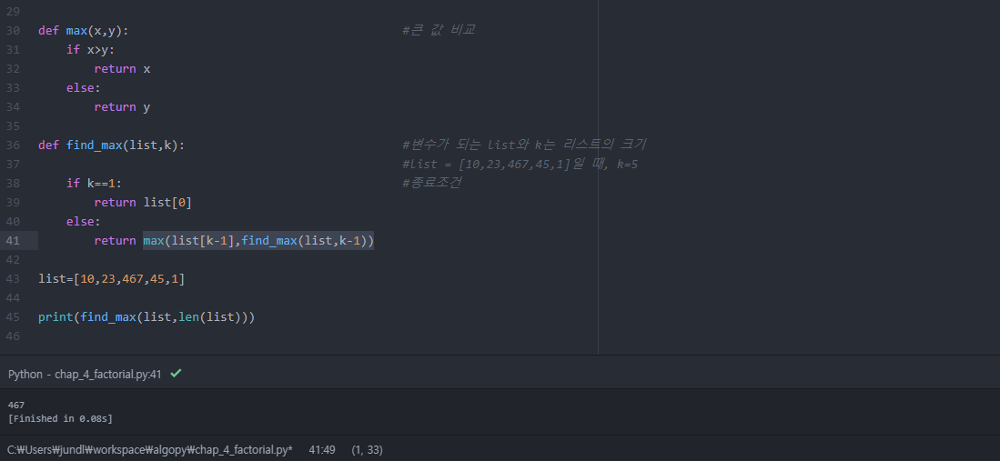 29
30 def max(x,y): #큰 값 비교
31 if x>y:
32 return x
33 else:
34 return y
35
36 def find_max(list,k): #변수가 되는 list와 k는 리스트의 크기
37 #list = [10,23,467,45,1]일 때, k=5
38 if k==1: #종료조건
39 return list[0]
40 else:
41 return max(list[k-1],find_max(list,k-1))
42
43 list=[10,23,467,45,1]
44
45 print(find_max(list,len(list)))
46
Python - chap_4_factorial.py:41
467
[Finished in 0.08s]
C:₩Users₩jundl₩workspace₩algopy₩chap_4_factorial.py* 41:49 (1, 33)